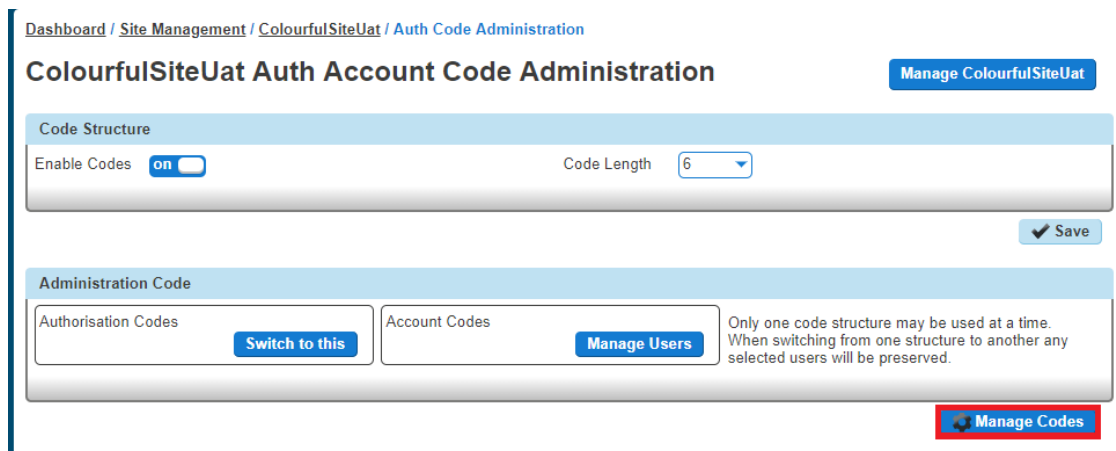 Dashboard / Site Management / ColourfulSiteUat / Auth Code Administration
ColourfulSiteUat Auth Account Code Administration
Manage ColourfulSiteUat
Code Structure
Enable Codes on
Code Length 6
Save
Administration Code
Authorisation Codes
Switch to this
Account Codes
Manage Users
Only one code structure may be used at a time.
When switching from one structure to another any
selected users will be preserved.
Manage Codes